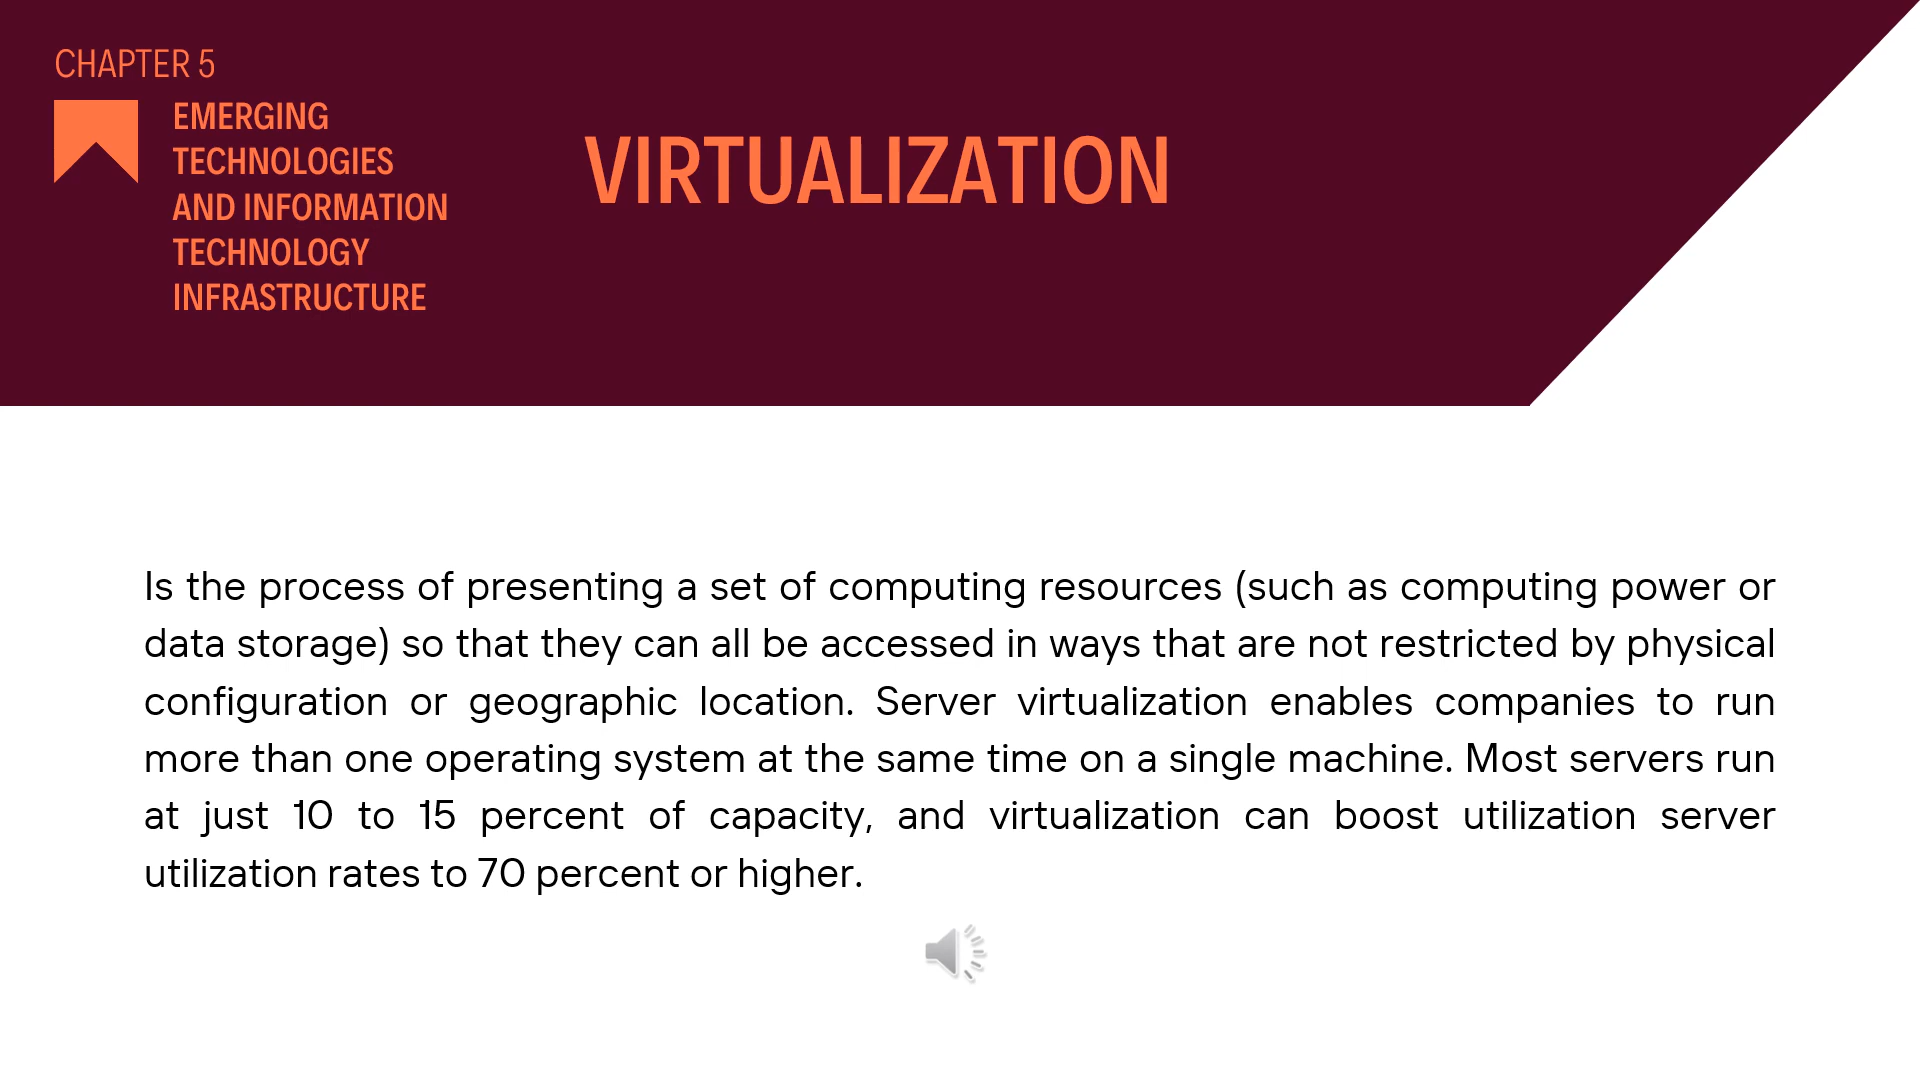 CHAPTER 5
EMERGING
TECHNOLOGIES
AND INFORMATION
TECHNOLOGY
INFRASTRUCTURE
VIRTUALIZATION
Is the process of presenting a set of computing resources (such as computing power or
data storage) so that they can all be accessed in ways that are not restricted by physical
configuration or geographic location. Server virtualization enables companies to run
more than one operating system at the same time on a single machine. Most servers run
at just 10 to 15 percent of capacity, and virtualization can boost utilization server
utilization rates to 70 percent or higher.